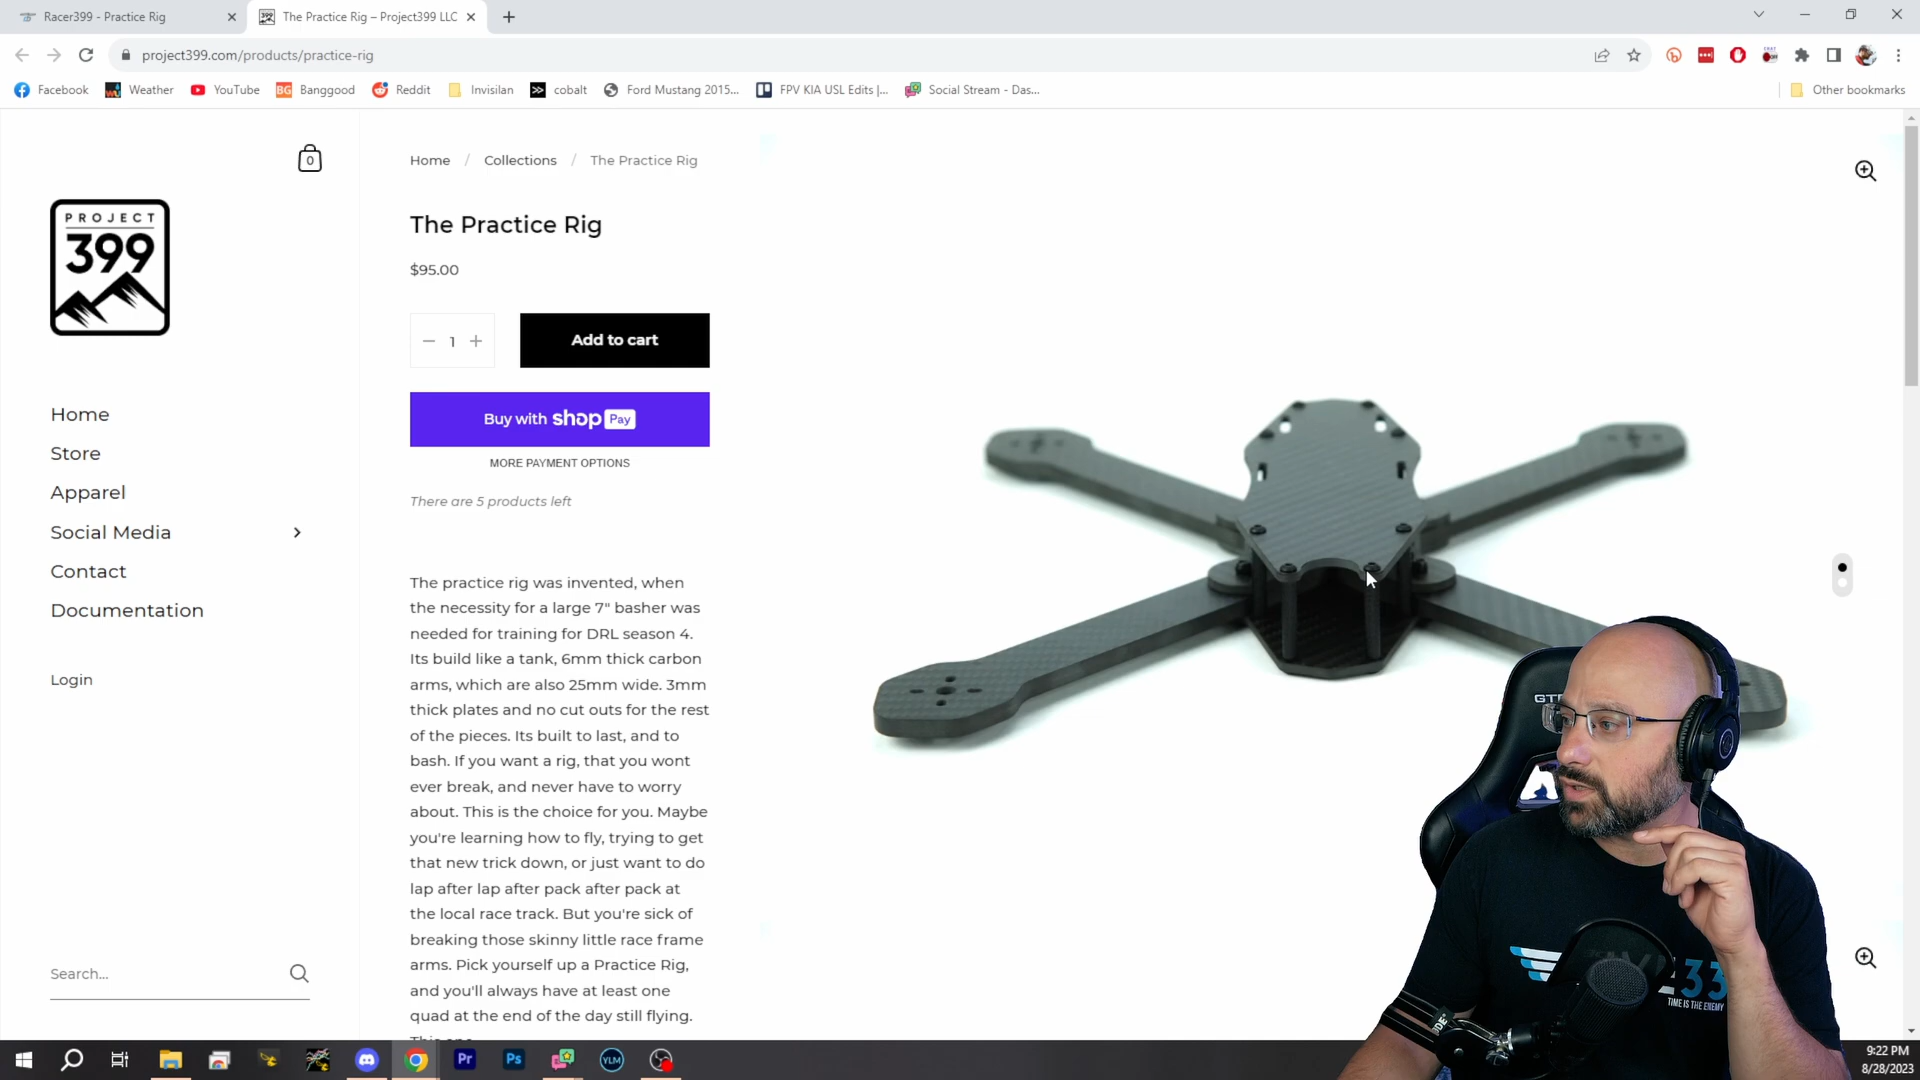 Racer399 - Practice Rig
The Practice Rig – Project399 LLC
project399.com/products/practice-rig
Facebook
Weather
YouTube
BG Banggood
Reddit
Invisilan
cobalt
Ford Mustang 2015...
FPV KIA USL Edits |...
Social Stream - Das...
Other bookmarks
0
PROJECT
399
Home
Store
Apparel
Social Media
Contact
Documentation
Login
Search...
Home / Collections / The Practice Rig
The Practice Rig
$95.00
1
Add to cart
Buy with shop Pay
MORE PAYMENT OPTIONS
There are 5 products left
The practice rig was invented, when
the necessity for a large 7" basher was
needed for training for DRL season 4.
Its build like a tank, 6mm thick carbon
arms, which are also 25mm wide. 3mm
thick plates and no cut outs for the rest
of the pieces. Its built to last, and to
bash. If you want a rig, that you wont
ever break, and never have to worry
about. This is the choice for you. Maybe
you're learning how to fly, trying to get
that new trick down, or just want to do
lap after lap after pack after pack at
the local race track. But you're sick of
breaking those skinny little race frame
arms. Pick yourself up a Practice Rig,
and you'll always have at least one
quad at the end of the day still flying.
33
TIME IS THE ENEMY
Pr
Ps
YLM
9:22 PM
8/28/2023